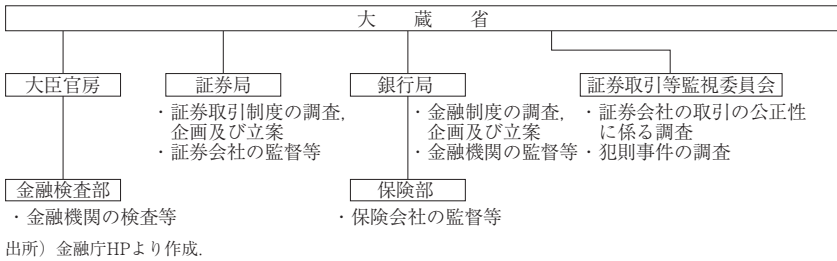 大蔵省
大臣官房
証券局
銀行局
証券取引等監視委員会
・証券取引制度の調査,
企画及び立案
・証券会社の監督等
・金融制度の調査,
企画及び立案
・金融機関の監督等
・証券会社の取引の公正性
に係る調査
・犯則事件の調査
金融検査部
・金融機関の検査等
保険部
・保険会社の監督等
出所）金融庁HPより作成.